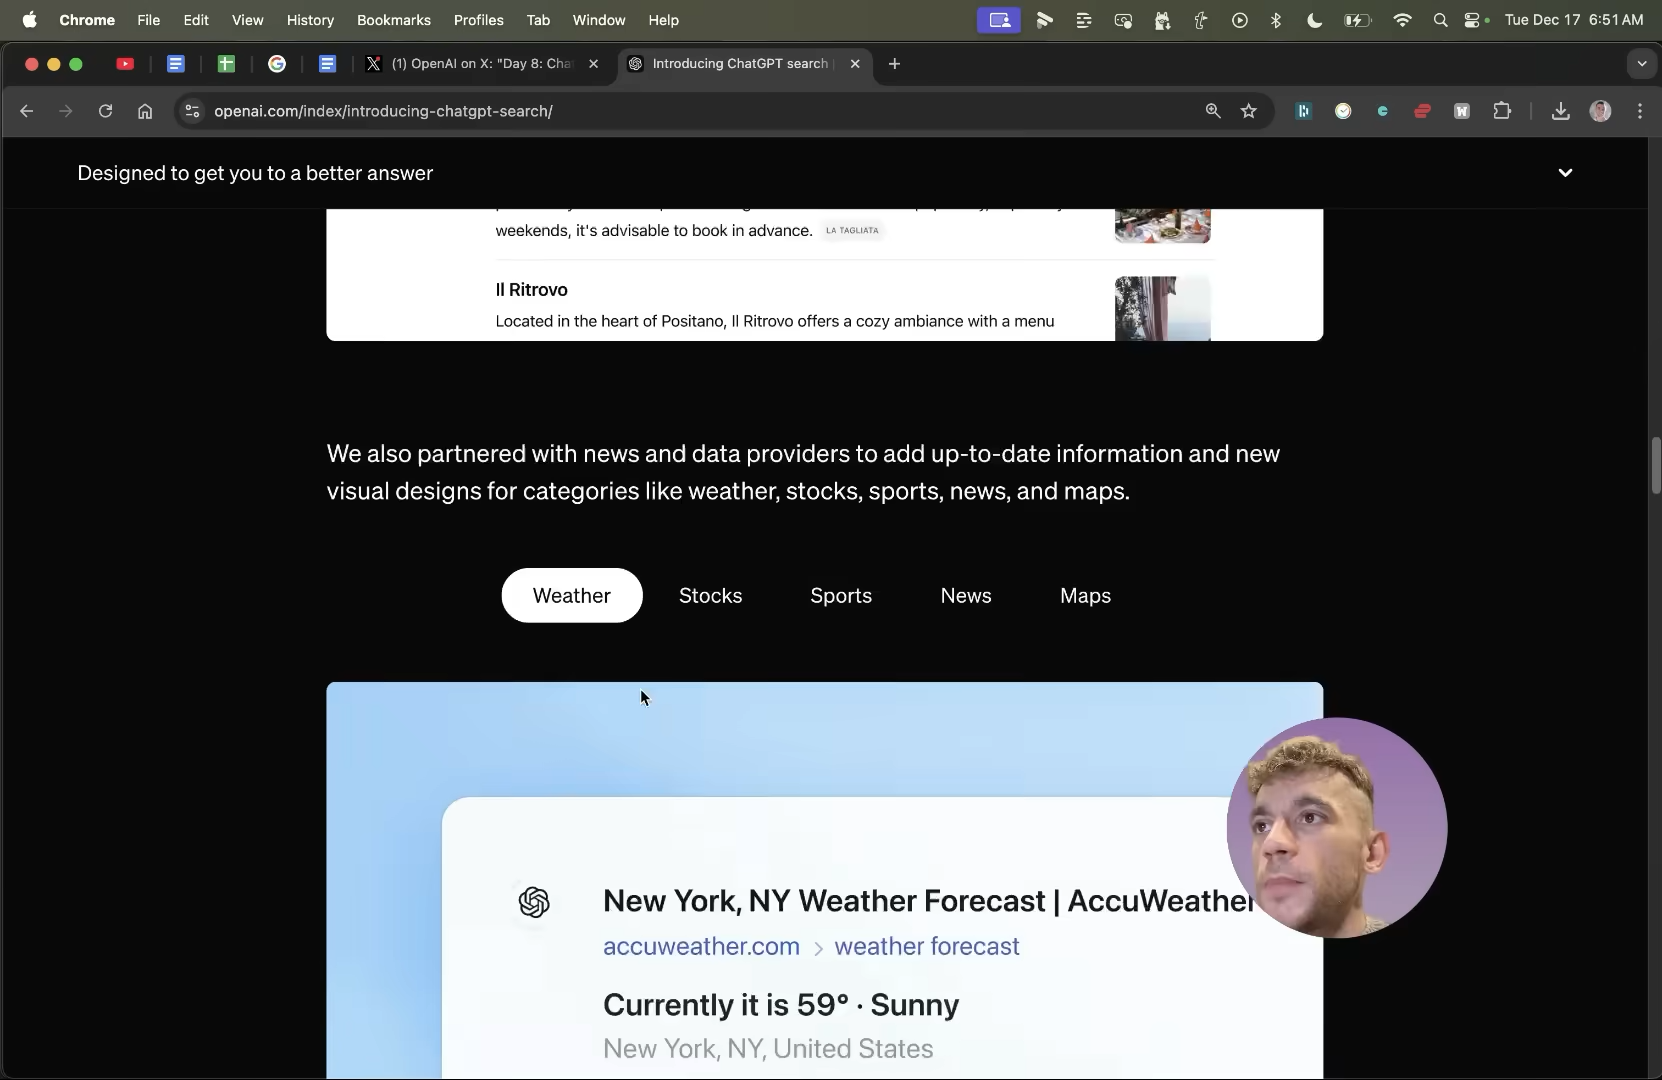 Chrome File Edit View History Bookmarks Profiles Tab Window Help Tue Dec 17 6:51 AM
(1) OpenAI on X: "Day 8: Cha Introducing ChatGPT search
openai.com/index/introducing-chatgpt-search/
Designed to get you to a better answer
weekends, it's advisable to book in advance. LA TAGLIATA
Il Ritrovo
Located in the heart of Positano, Il Ritrovo offers a cozy ambiance with a menu
We also partnered with news and data providers to add up-to-date information and new
visual designs for categories like weather, stocks, sports, news, and maps.
Weather Stocks Sports News Maps
New York, NY Weather Forecast | AccuWeather
accuweather.com > weather forecast
Currently it is 59° · Sunny
New York, NY, United States